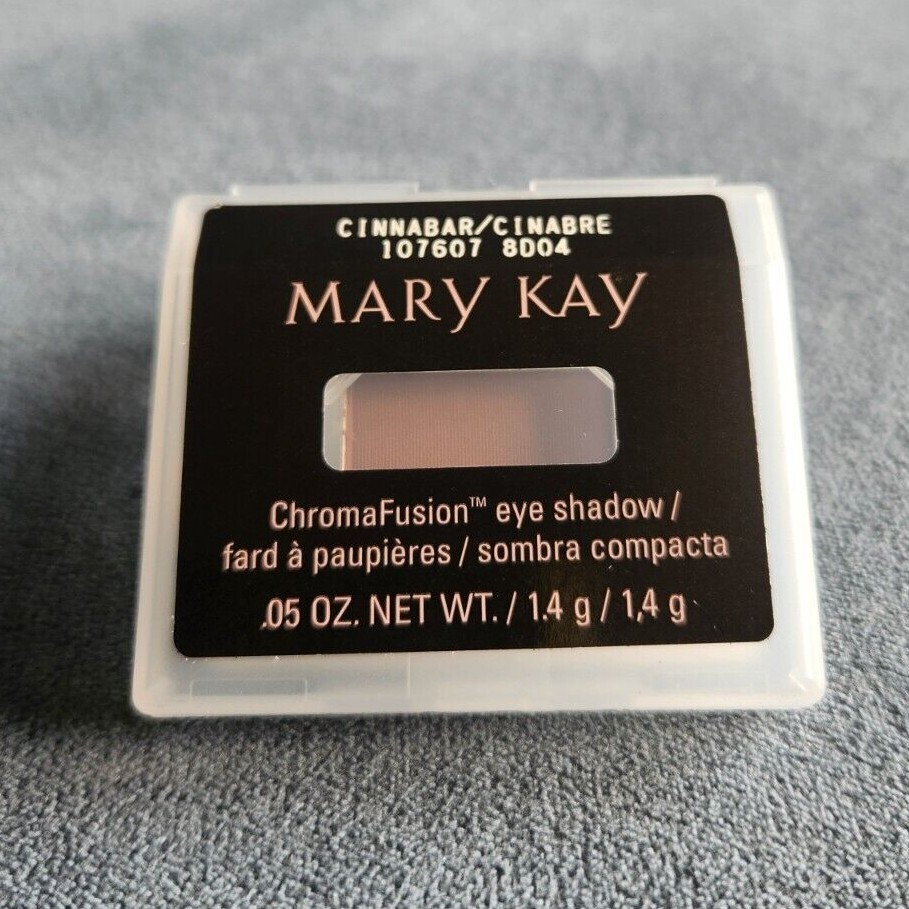 CINNABAR/CINABRE
107607 8D04
MARY KAY
ChromaFusion™ eye shadow /
fard à paupières / sombra compacta
.05 OZ. NET WT. / 1.4 g / 1,4 g